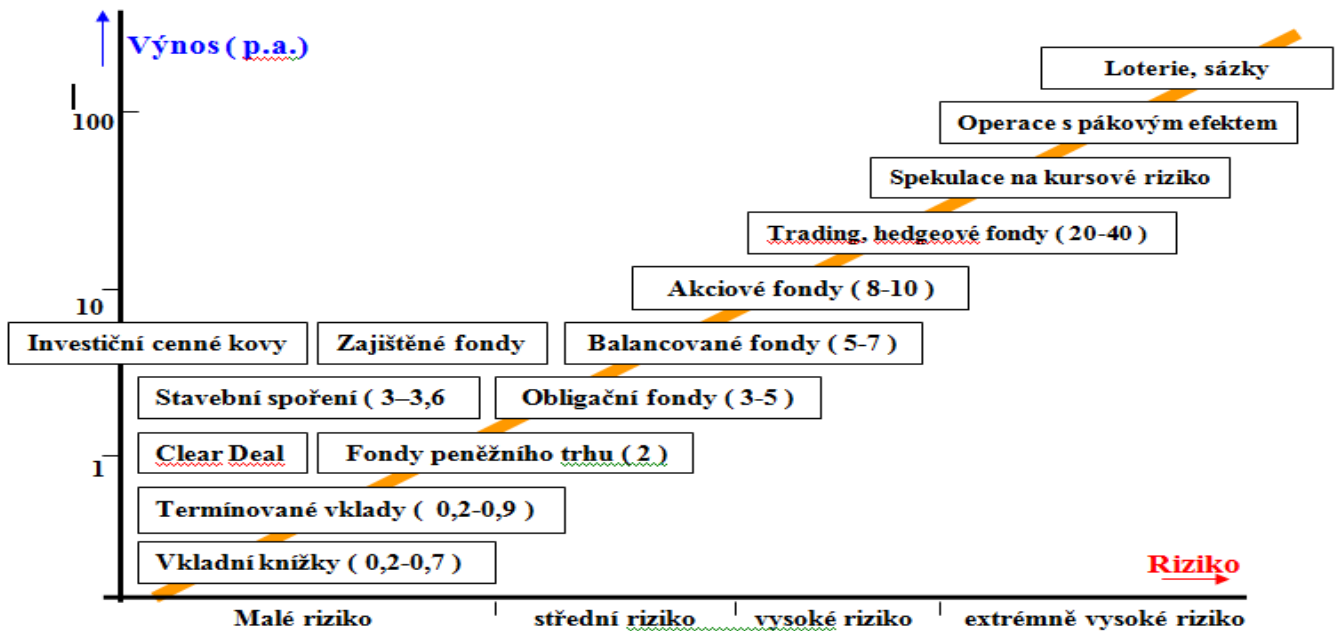 Výnos ( p.a.)
Loterie, sázky
100
Operace s pákovým efektem
Spekulace na kursové riziko
Trading, hedgeové fondy ( 20-40 )
Akciové fondy ( 8-10 )
10
Investiční cenné kovy
Zajištěné fondy
Balancované fondy ( 5-7 )
Stavební spoření ( 3–3,6
Obligační fondy ( 3-5 )
Clear Deal
Fondy peněžního trhu ( 2 )
1
Termínované vklady ( 0,2-0,9 )
Vkladní knížky ( 0,2-0,7 )
Riziko
Malé riziko
střední riziko
vysoké riziko
extrémně vysoké riziko